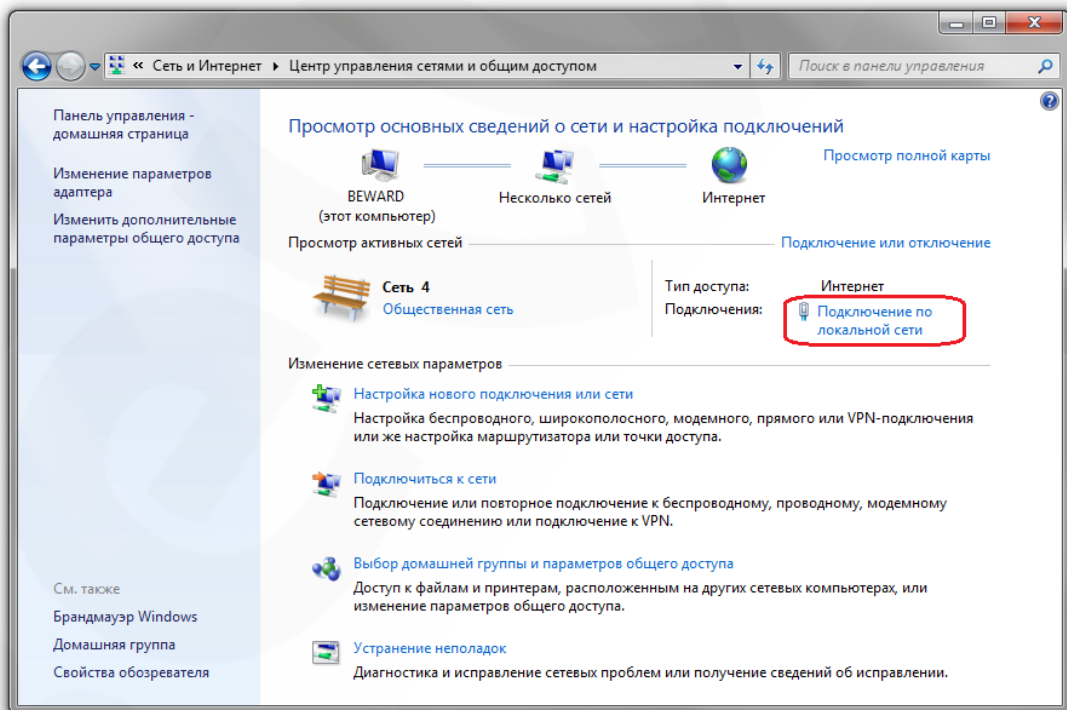 « Сеть и Интернет ▸ Центр управления сетями и общим доступом
Поиск в панели управления
Панель управления -
домашняя страница
Изменение параметров
адаптера
Изменить дополнительные
параметры общего доступа
См. также
Брандмауэр Windows
Домашняя группа
Свойства обозревателя
Просмотр основных сведений о сети и настройка подключений
Просмотр полной карты
BEWARD
(этот компьютер)
Несколько сетей
Интернет
Просмотр активных сетей
Подключение или отключение
Сеть 4
Общественная сеть
Тип доступа: Интернет
Подключения: Подключение по
локальной сети
Изменение сетевых параметров
Настройка нового подключения или сети
Настройка беспроводного, широкополосного, модемного, прямого или VPN-подключения
или же настройка маршрутизатора или точки доступа.
Подключиться к сети
Подключение или повторное подключение к беспроводному, проводному, модемному
сетевому соединению или подключение к VPN.
Выбор домашней группы и параметров общего доступа
Доступ к файлам и принтерам, расположенным на других сетевых компьютерах, или
изменение параметров общего доступа.
Устранение неполадок
Диагностика и исправление сетевых проблем или получение сведений об исправлении.